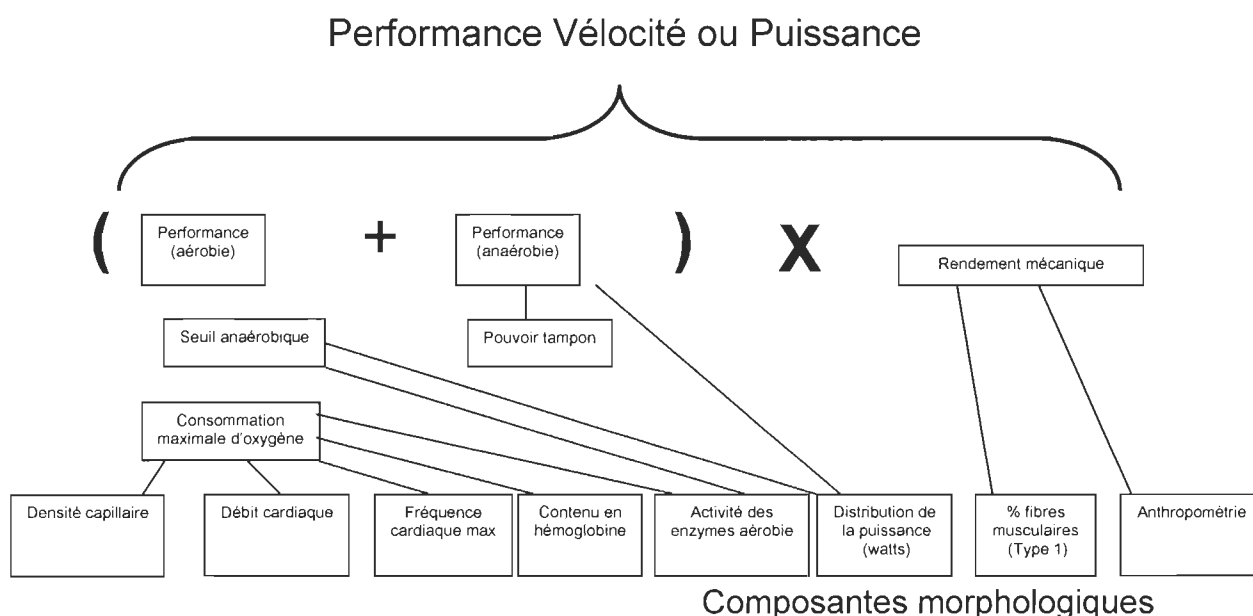 Performance Vélocité ou Puissance
( Performance
(aérobie)
+
Performance
(anaérobie)
)
X
Rendement mécanique
Seuil anaérobique
Pouvoir tampon
Consommation
maximale d'oxygène
Densité capillaire
Débit cardiaque
Fréquence
cardiaque max
Contenu en
hémoglobine
Activité des
enzymes aérobie
Distribution de
la puissance
(watts)
% fibres
musculaires
(Type 1)
Anthropométrie
Composantes morphologiques